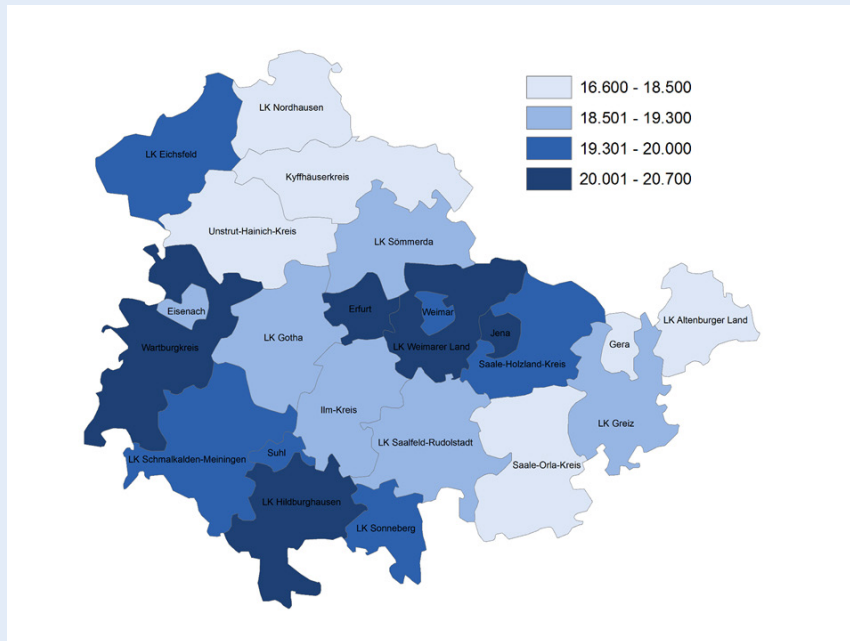 16.600 - 18.500
18.501 - 19.300
19.301 - 20.000
20.001 - 20.700
LK Nordhausen
LK Eichsfeld
Kyffhäuserkreis
Unstrut-Hainich-Kreis
LK Sömmerda
Eisenach
Erfurt
Weimar
LK Altenburger Land
Jena
Gera
LK Gotha
Wartburgkreis
LK Weimarer Land
Saale-Holzland-Kreis
Ilm-Kreis
LK Greiz
LK Saalfeld-Rudolstadt
Suhl
LK Schmalkalden-Meiningen
Saale-Orla-Kreis
LK Hildburghausen
LK Sonneberg